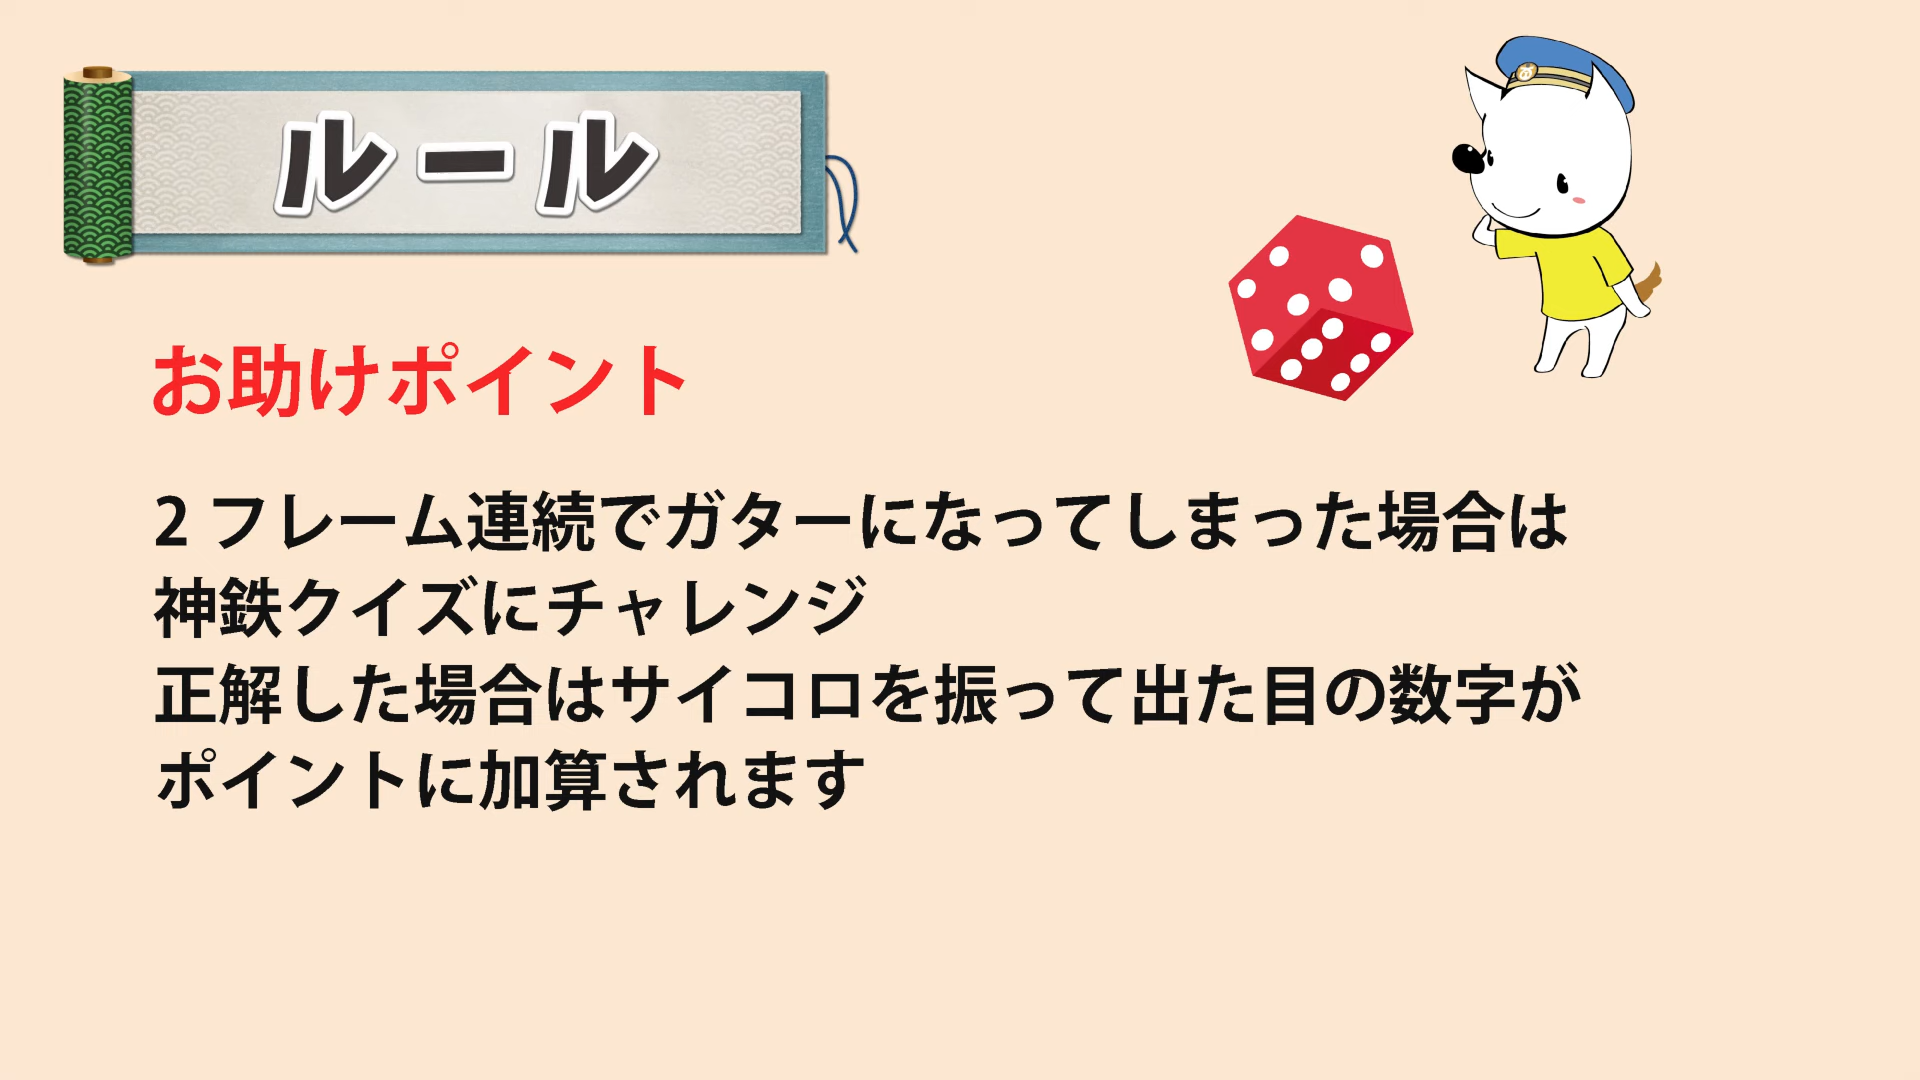 ルール
お助けポイント
2フレーム連続でガターになってしまった場合は
神鉄クイズにチャレンジ
正解した場合はサイコロを振って出た目の数字が
ポイントに加算されます